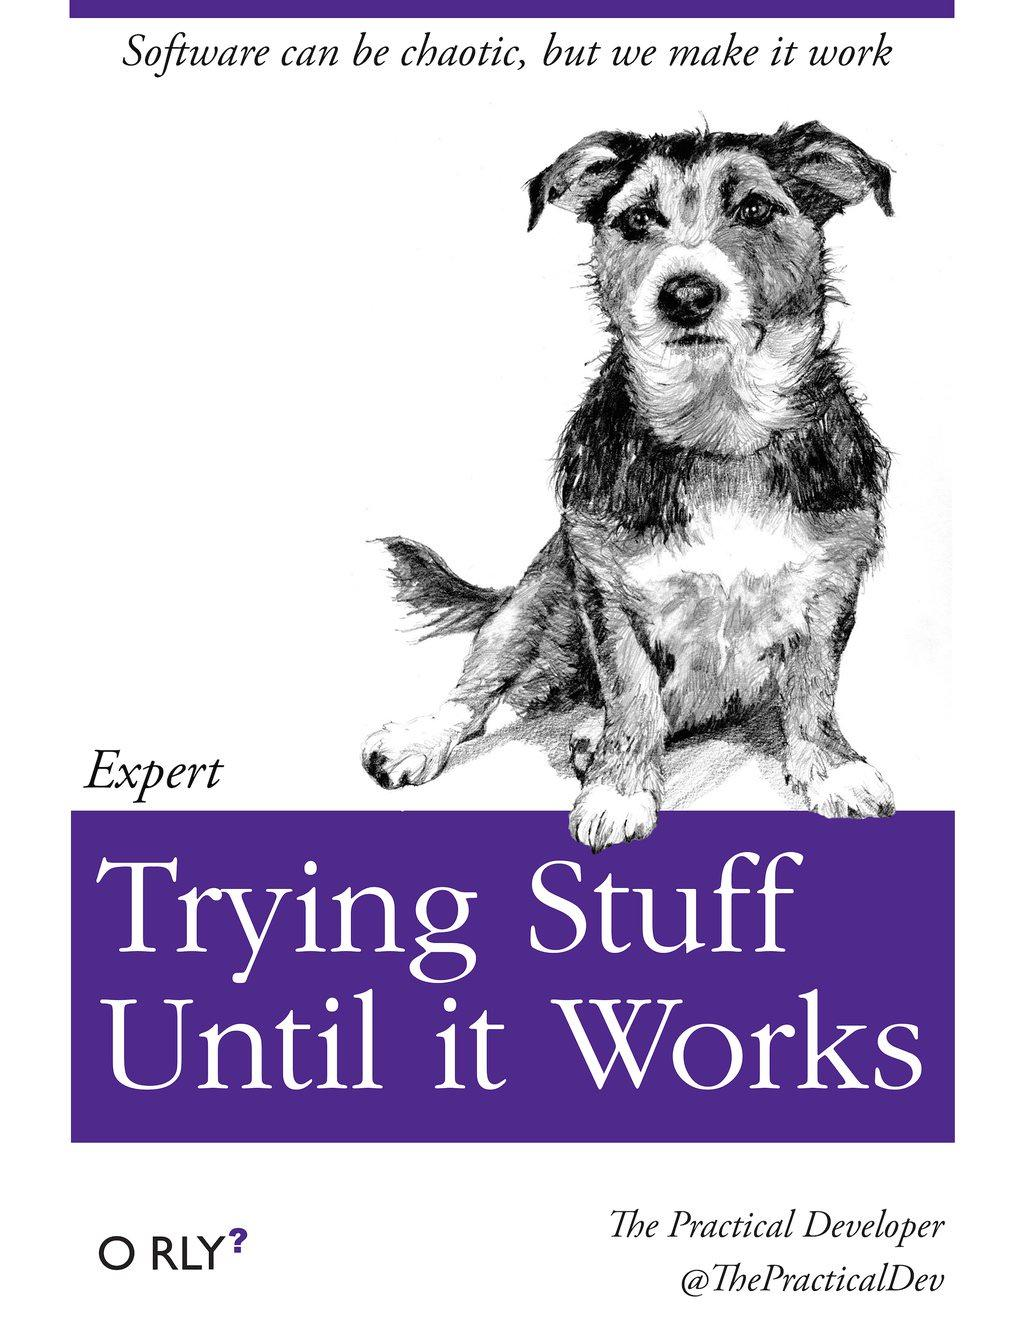 Software can be chaotic, but we make it work
Expert
Trying Stuff
Until it Works
O RLY?
The Practical Developer
@ThePracticalDev